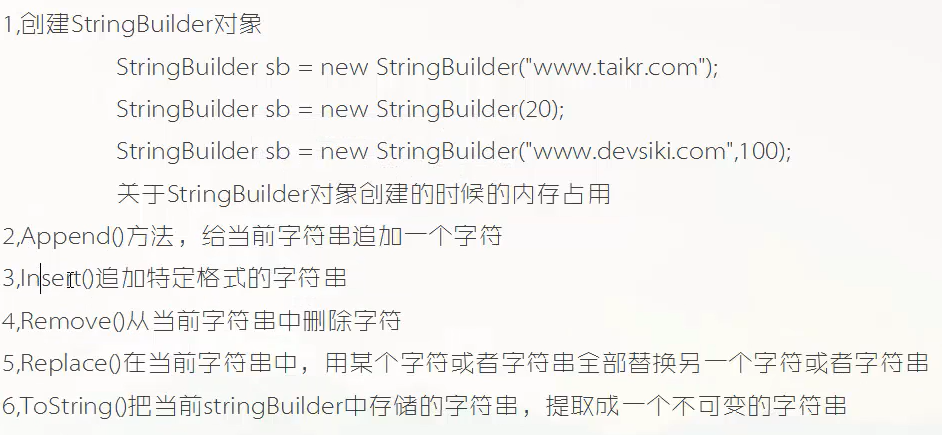 1,创建StringBuilder对象
StringBuilder sb = new StringBuilder("www.taikr.com");
StringBuilder sb = new StringBuilder(20);
StringBuilder sb = new StringBuilder("www.devsiki.com",100);
关于StringBuilder对象创建的时候的内存占用
2,Append()方法，给当前字符串追加一个字符
3,Insert()追加特定格式的字符串
4,Remove()从当前字符串中删除字符
5,Replace()在当前字符串中，用某个字符或者字符串全部替换另一个字符或者字符串
6,ToString()把当前stringBuilder中存储的字符串，提取成一个不可变的字符串